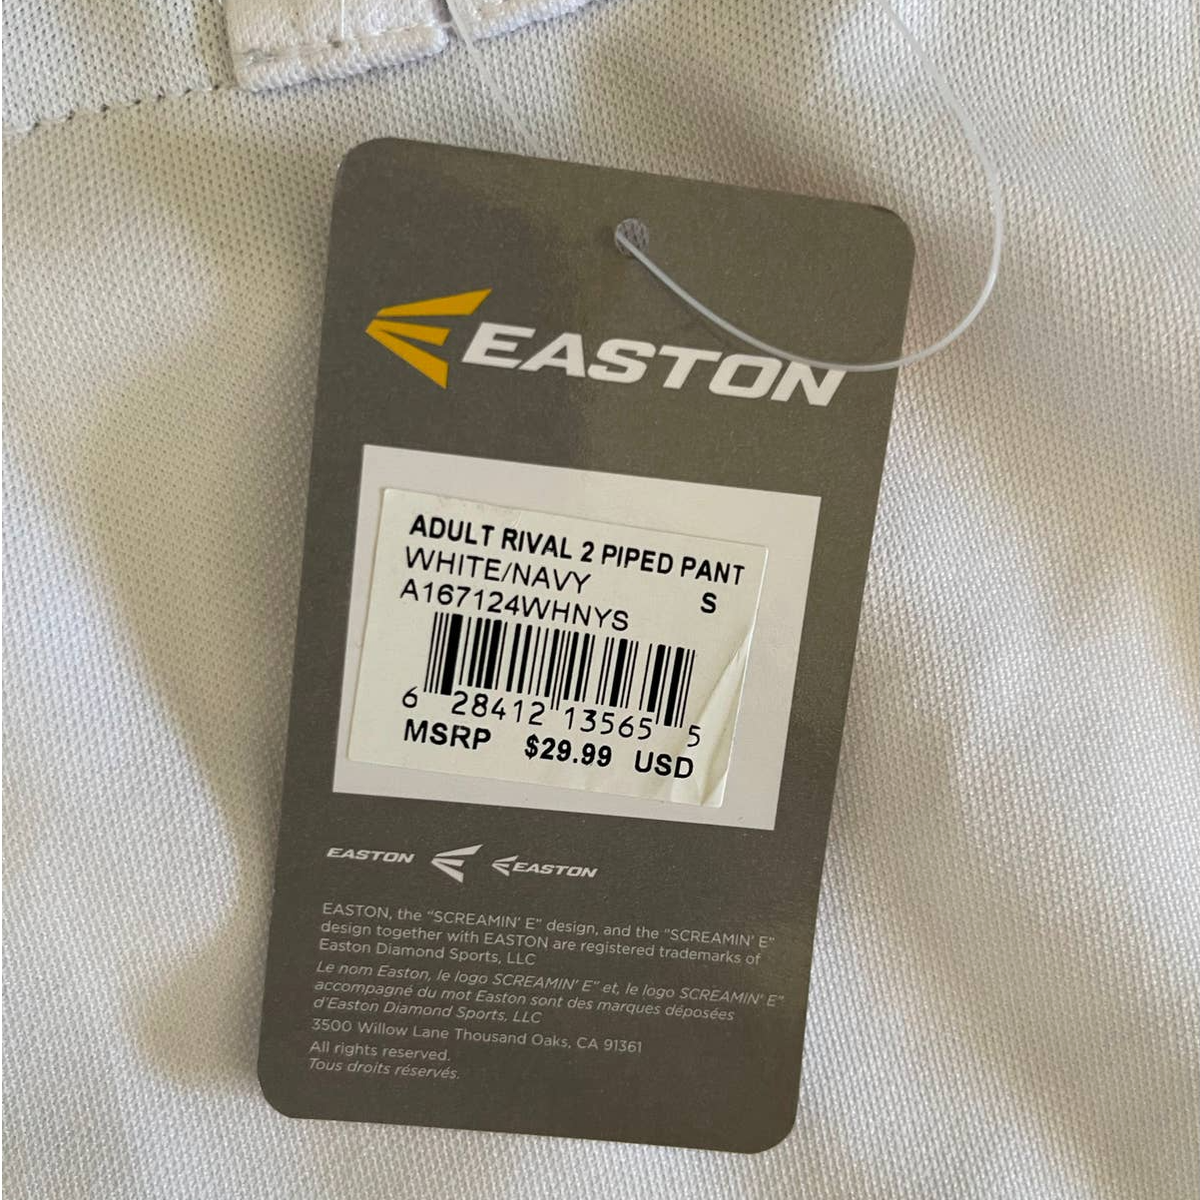 EASTON
ADULT RIVAL 2 PIPED PANT
WHITE/NAVY
A167124WHNYS S
6 28412 13565 5
MSRP $29.99 USD
EASTON EASTON
EASTON, the “SCREAMIN’ E” design, and the “SCREAMIN’ E”
design together with EASTON are registered trademarks of
Easton Diamond Sports, LLC
Le nom Easton, le logo SCREAMIN’ E” et, le logo SCREAMIN’ E”
accompagné du mot Easton sont des marques déposées
d’Easton Diamond Sports, LLC
3500 Willow Lane Thousand Oaks, CA 91361
All rights reserved.
Tous droits réservés.